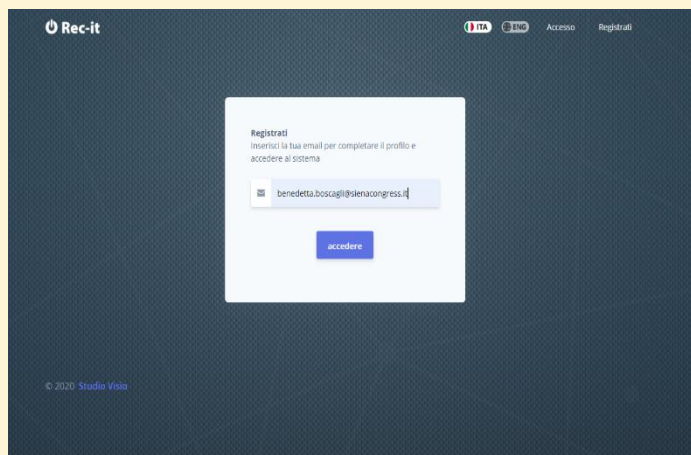 Rec-it
ITA ENG Accesso Registrati
Registrati
Inserisci la tua email per completare il profilo e
accedere al sistema
benedetta.boscagli@sienacongress.it
accedere
© 2020 Studio Visio